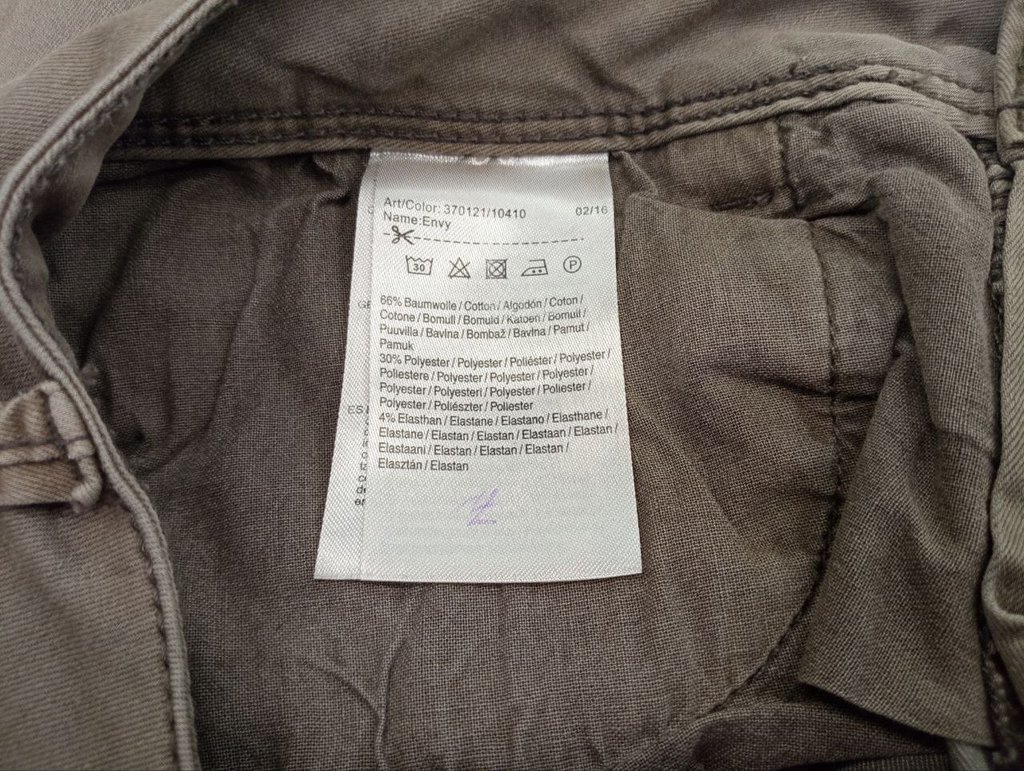 Art/Color: 370121/10410 02/16
Name:Envy
30
P
66% Baumwolle / Cotton / Algodón / Coton /
Cotone / Bomull / Bomuld / Katoen / Bomull /
Puuvilla / Bavlna / Bombaž / Bavlna / Pamut /
Pamuk
30% Polyester / Polyester / Poliéster / Polyester /
Poliestere / Polyester / Polyester / Polyester /
Polyester / Polyesteri / Polyester / Poliester /
Polyester / Poliészter / Poliester
4% Elasthan / Elastane / Elastano / Elasthane /
Elastane / Elastan / Elastan / Elastaan / Elastan /
Elastaani / Elastan / Elastan / Elastan /
Elasztán / Elastan